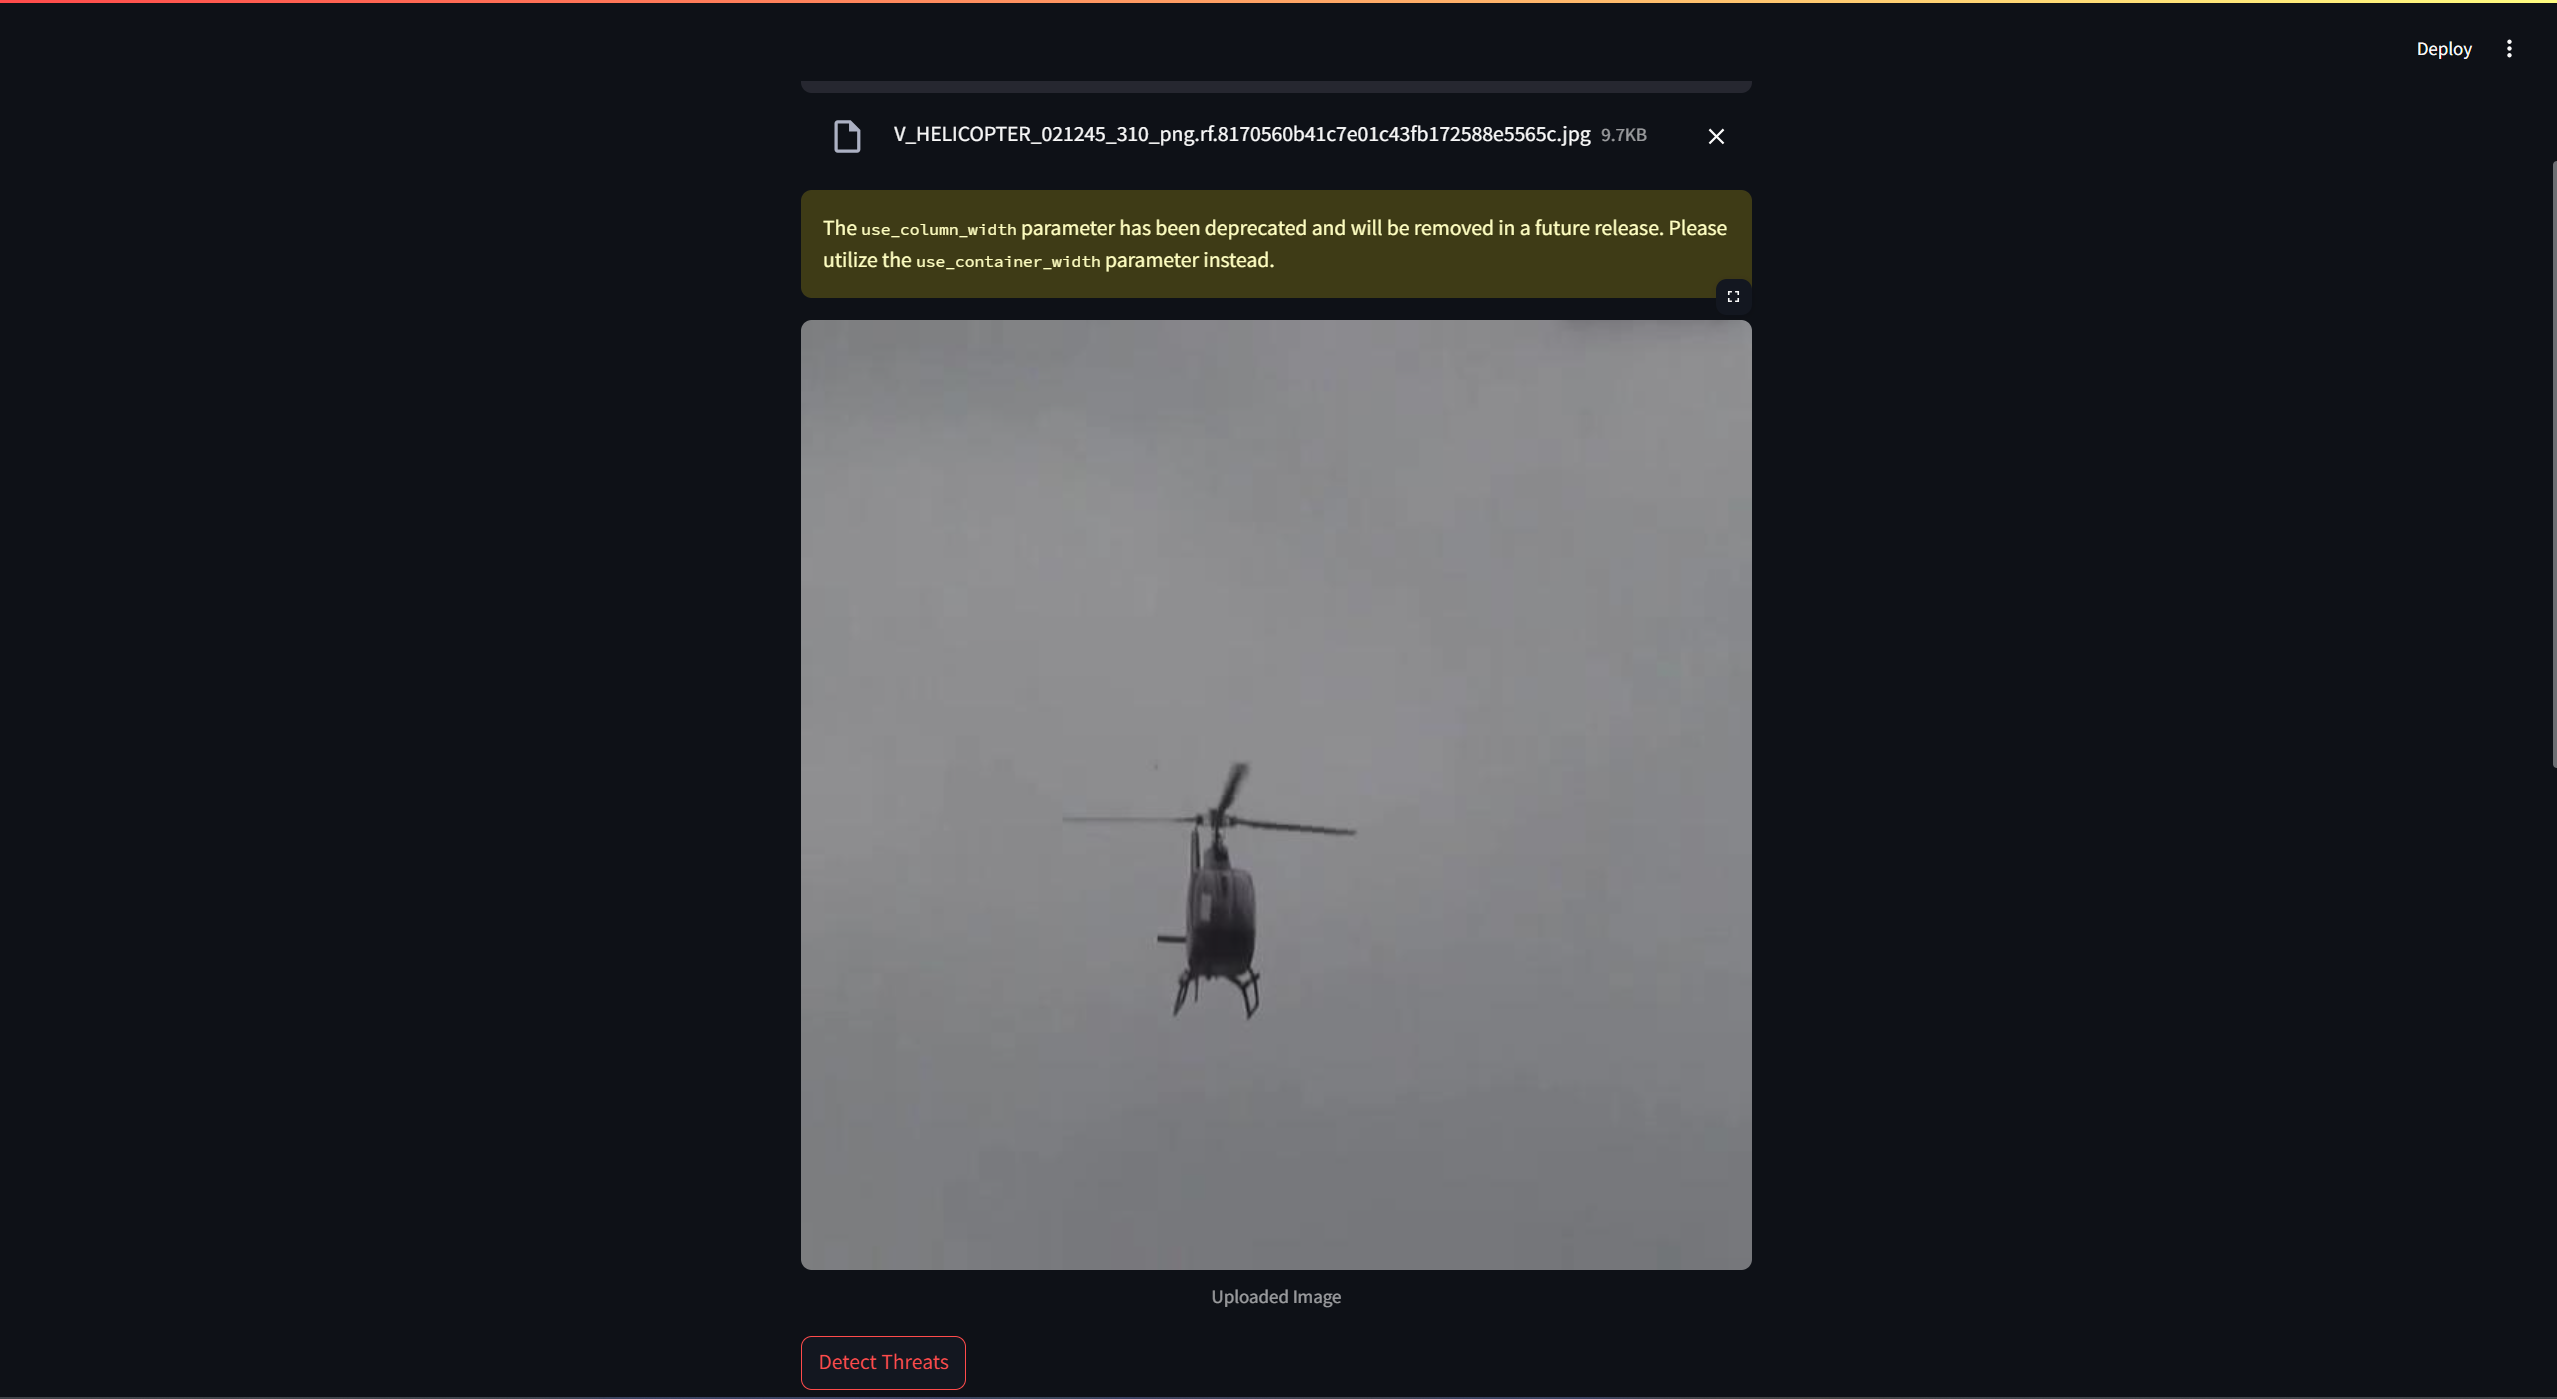 Deploy
V_HELICOPTER_021245_310_png.rf.8170560b41c7e01c43fb172588e5565c.jpg 9.7KB
The use_column_width parameter has been deprecated and will be removed in a future release. Please
utilize the use_container_width parameter instead.
Uploaded Image
Detect Threats